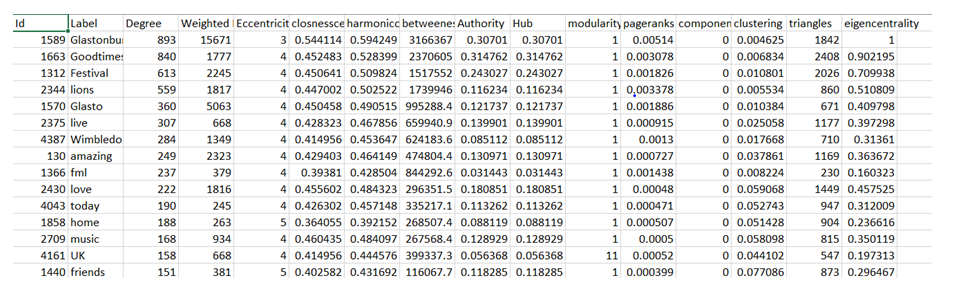 Id Label Degree Weighted Eccentricit closnessce harmonicc betweenes Authority Hub modularity pageranks componen clustering triangles eigencentrality
1589 Glastonbu 893 15671 3 0.544114 0.594249 3166367 0.30701 0.30701 1 0.00514 0 0.004625 1842 1
1663 Goodtimes 840 1777 4 0.452483 0.528399 2370605 0.314762 0.314762 1 0.003078 0 0.006834 2408 0.902195
1312 Festival 613 2245 4 0.450641 0.509824 1517552 0.243027 0.243027 1 0.001826 0 0.010801 2026 0.709938
2344 lions 559 1817 4 0.447002 0.502522 1739946 0.116234 0.116234 1 0.003378 0 0.005534 860 0.510809
1570 Glasto 360 5063 4 0.450458 0.490515 995288.4 0.121737 0.121737 1 0.001886 0 0.010384 671 0.409798
2375 live 307 668 4 0.428323 0.467856 659940.9 0.139901 0.139901 1 0.000915 0 0.025058 1177 0.397298
4387 Wimbledo 284 1349 4 0.414956 0.453647 624183.6 0.085112 0.085112 1 0.0013 0 0.017668 710 0.31361
130 amazing 249 2323 4 0.429403 0.464149 474804.4 0.130971 0.130971 1 0.000727 0 0.037861 1169 0.363672
1366 fml 237 379 4 0.39381 0.428504 844292.6 0.031443 0.031443 1 0.001438 0 0.008224 230 0.160323
2430 love 222 1816 4 0.455602 0.484323 296351.5 0.180851 0.180851 1 0.00048 0 0.059068 1449 0.457525
4043 today 190 245 4 0.426302 0.457148 335217.1 0.113262 0.113262 1 0.000471 0 0.052743 947 0.312009
1858 home 188 263 5 0.364055 0.392152 268507.4 0.088119 0.088119 1 0.000507 0 0.051428 904 0.236616
2709 music 168 934 4 0.460435 0.484097 267568.4 0.128929 0.128929 1 0.0005 0 0.058098 815 0.350119
4161 UK 158 668 4 0.414956 0.444576 399337.3 0.056368 0.056368 11 0.00052 0 0.044102 547 0.197313
1440 friends 151 381 5 0.402582 0.431692 116067.7 0.118285 0.118285 1 0.000399 0 0.077086 873 0.296467